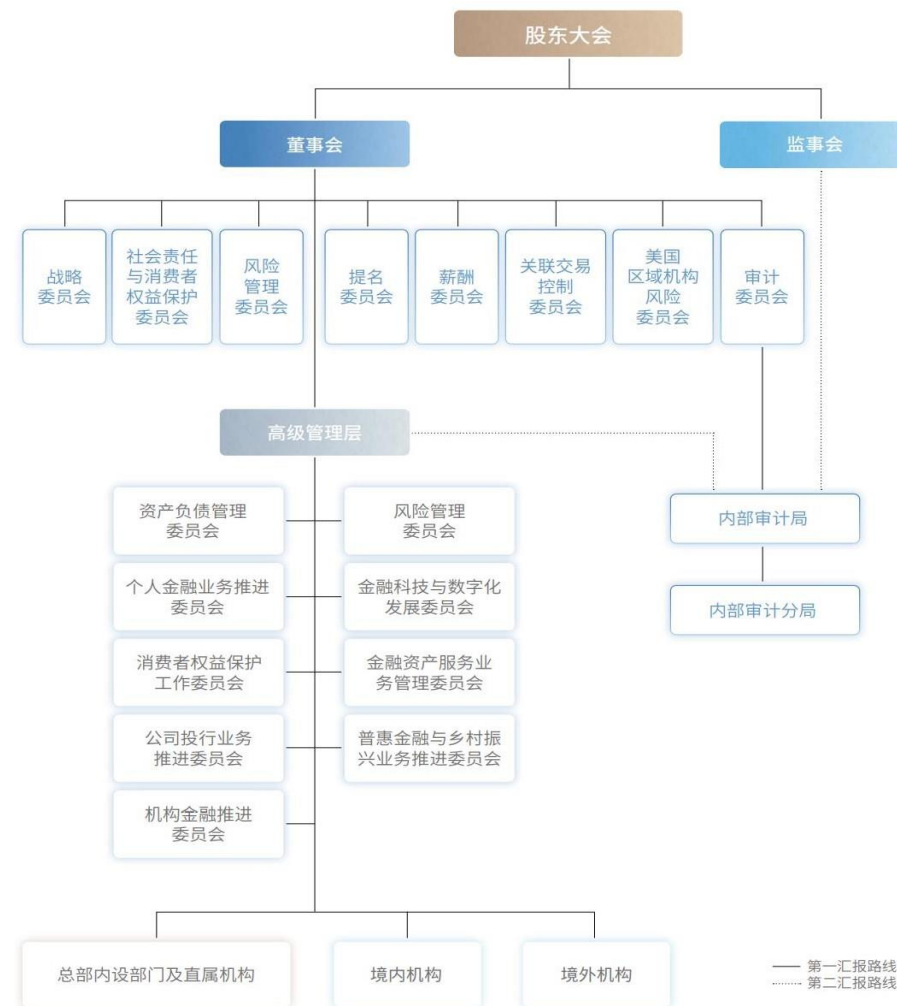 股东大会
董事会
监事会
战略
委员会
社会责任
与消费者
权益保护
委员会
风险
管理
委员会
提名
委员会
薪酬
委员会
关联交易
控制
委员会
美国
区域机构
风险
委员会
审计
委员会
高级管理层
资产负债管理
委员会
风险管理
委员会
内部审计局
个人金融业务推进
委员会
金融科技与数字化
发展委员会
内部审计分局
消费者权益保护
工作委员会
金融资产服务业
务管理委员会
公司投行业务
推进委员会
普惠金融与乡村振
兴业务推进委员会
机构金融推进
委员会
总部内设部门及直属机构
境内机构
境外机构
第一汇报路线
第二汇报路线